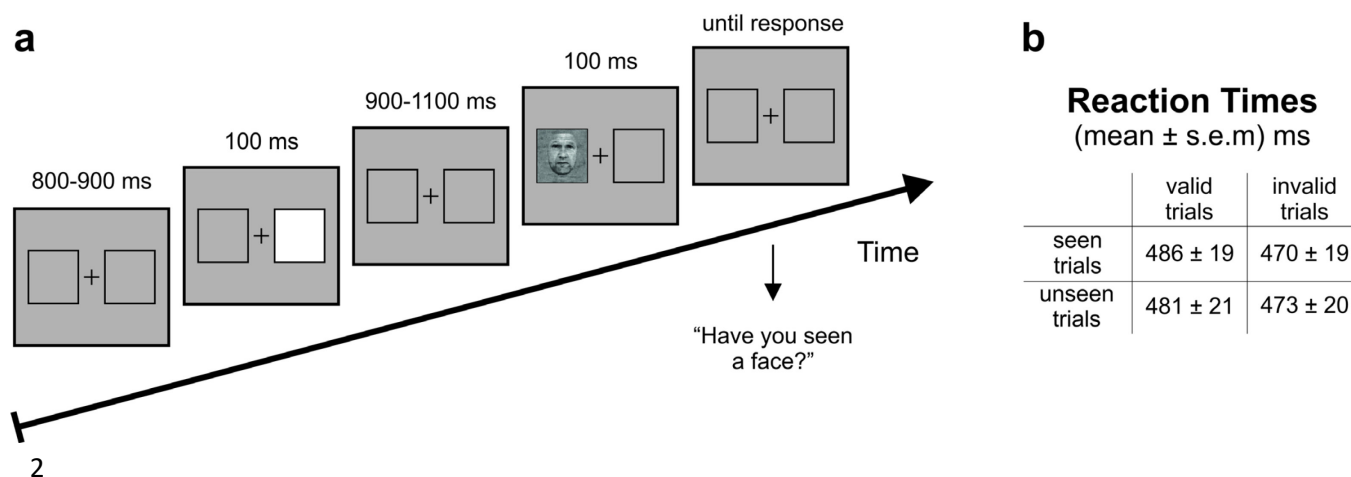 a
800-900 ms
100 ms
900-1100 ms
100 ms
until response
+
+
+
+
+
Time
“Have you seen
a face?”
2
b
Reaction Times
(mean ± s.e.m) ms
valid trials
invalid trials
seen trials
486 ± 19
470 ± 19
unseen trials
481 ± 21
473 ± 20